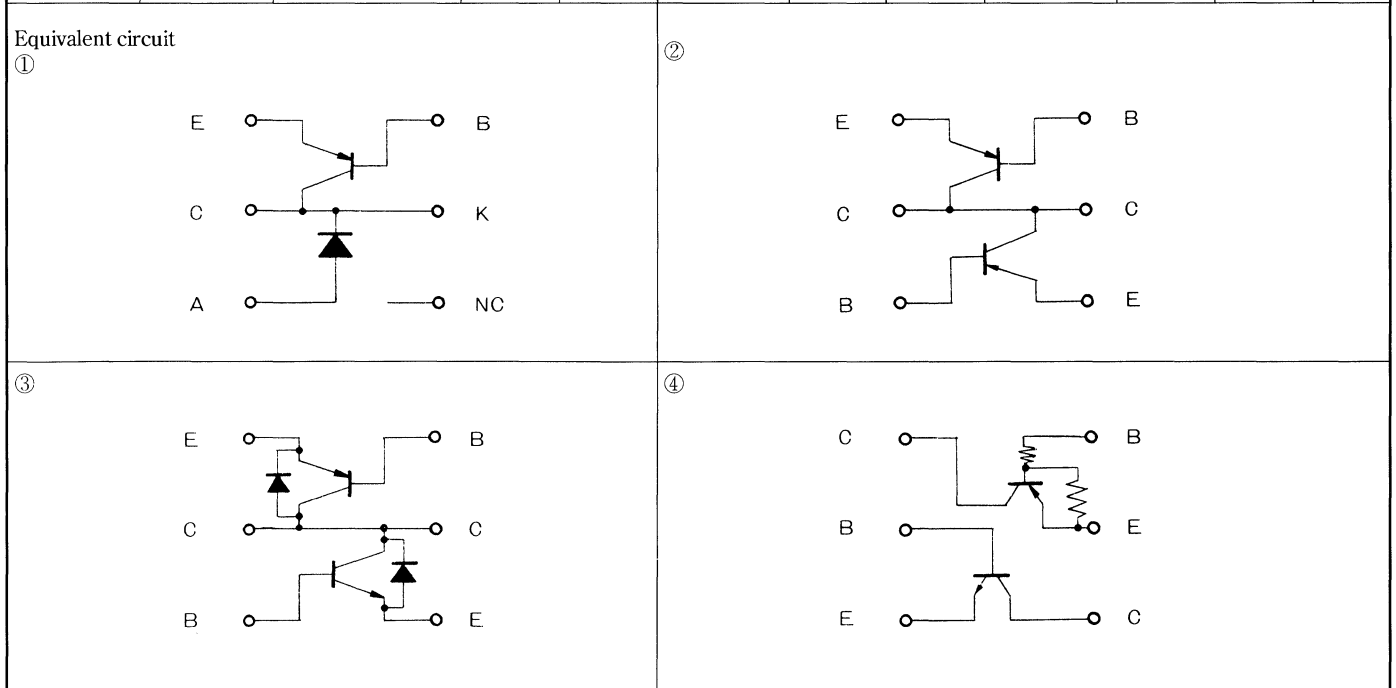 Equivalent circuit
①
E B
C K
A NC
②
E B
C C
B E
③
E B
C C
B E
④
C B
B E
E C